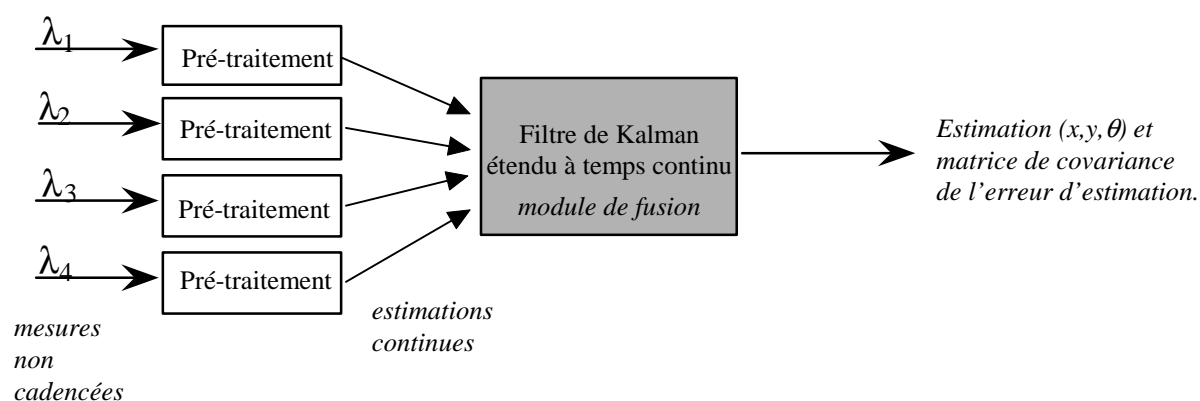 λ1
Pré-traitement
λ2
Pré-traitement
λ3
Pré-traitement
λ4
Pré-traitement
mesures
non
cadencées
estimations
continues
Filtre de Kalman
étendu à temps continu
module de fusion
Estimation (x,y,θ) et
matrice de covariance
de l'erreur d'estimation.